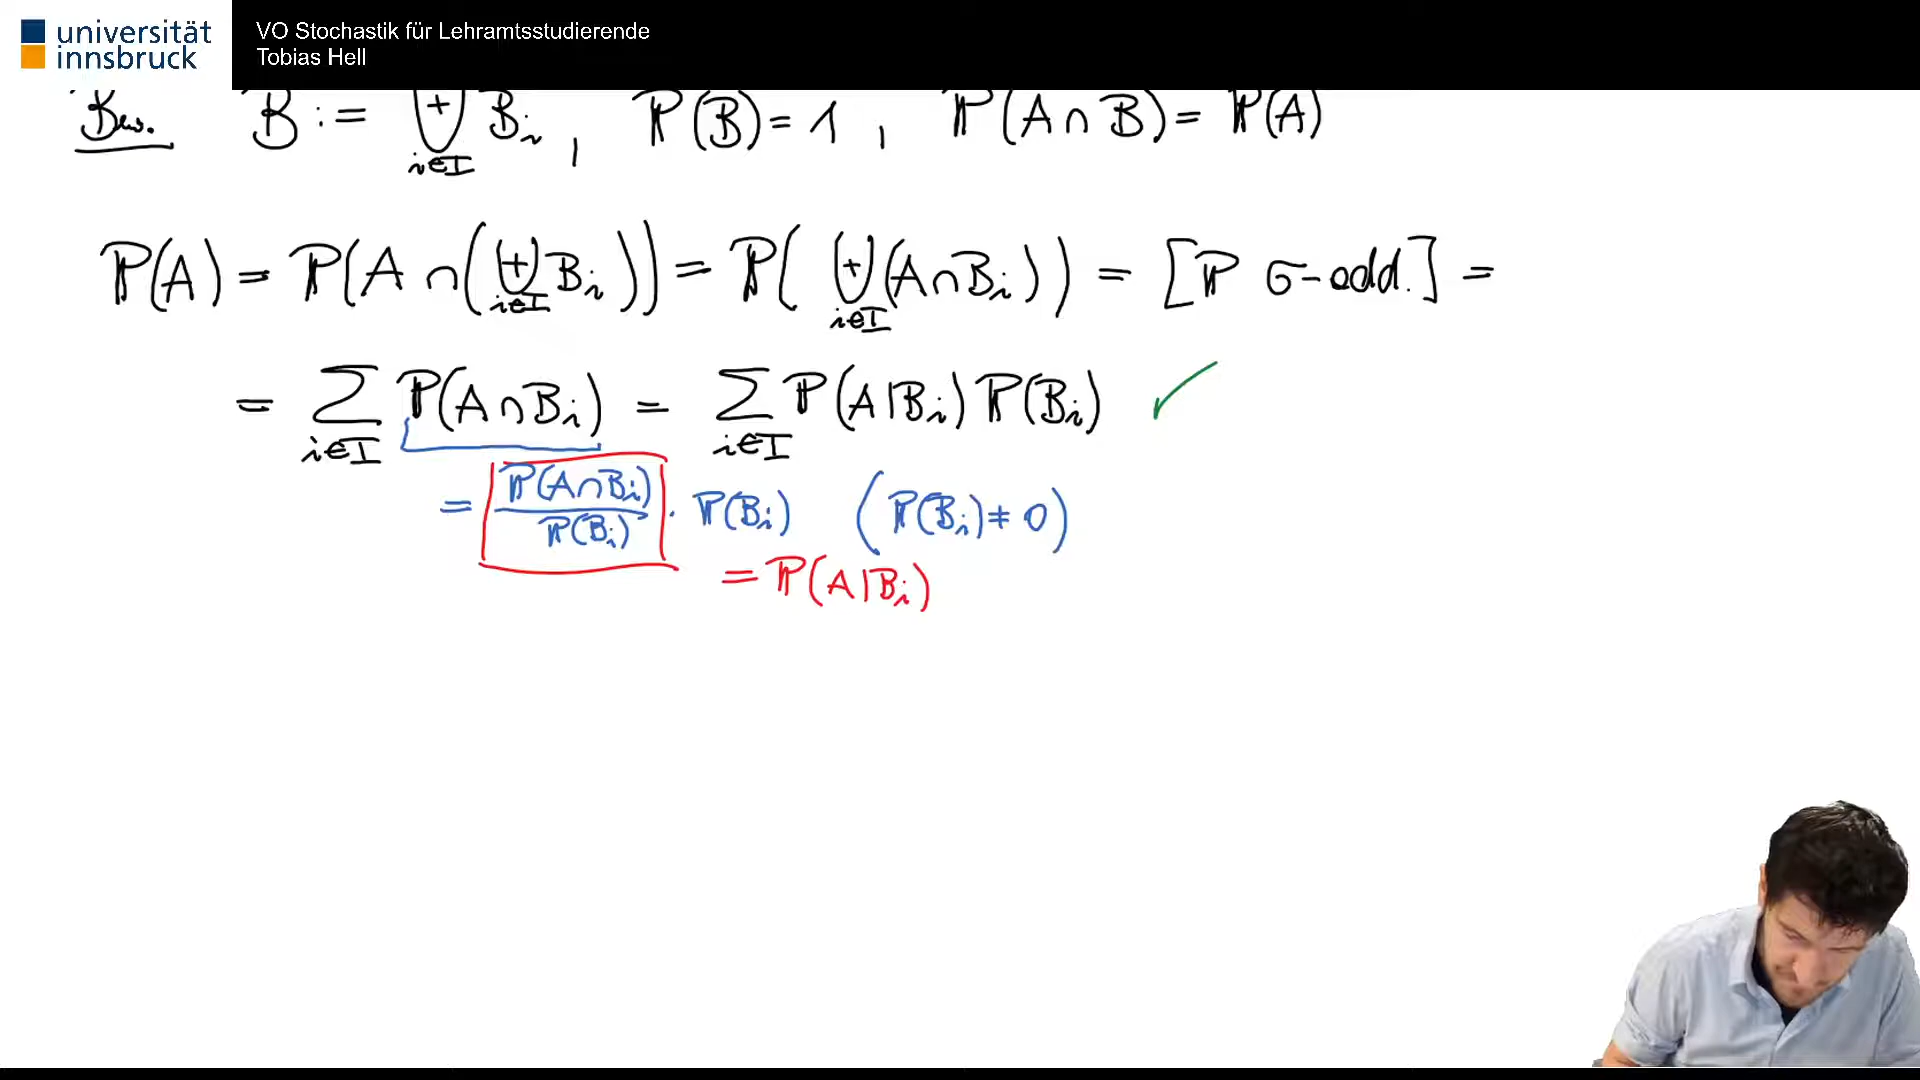 universität
innsbruck
VO Stochastik für Lehramtsstudierende
Tobias Hell
Bew. B := ⨄_{i∈I} B_i , ℙ(B) = 1 , ℙ(A ∩ B) = ℙ(A)
ℙ(A) = ℙ(A ∩ (⨄_{i∈I} B_i)) = ℙ( ⨄_{i∈I} (A ∩ B_i)) = [ℙ σ-add.] =
= ∑_{i∈I} ℙ(A ∩ B_i) = ∑_{i∈I} ℙ(A|B_i) ℙ(B_i) ✓
= ℙ(A∩B_i)/ℙ(B_i) · ℙ(B_i) (ℙ(B_i) ≠ 0)
= ℙ(A|B_i)